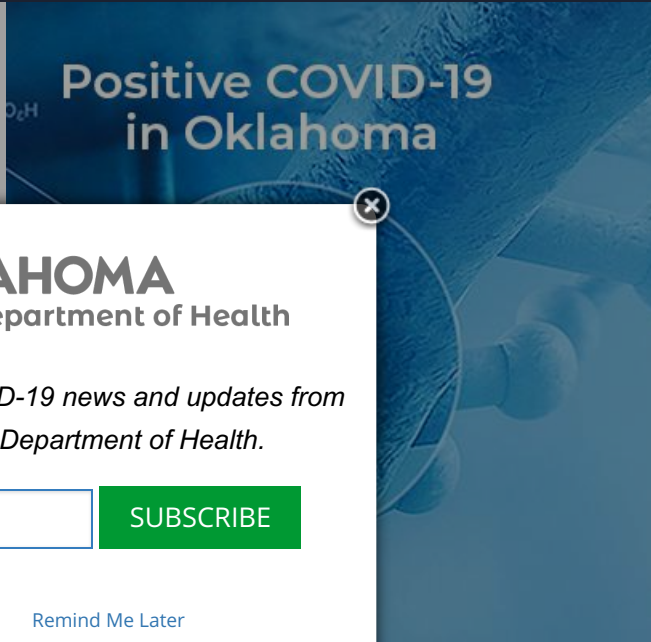 Positive COVID-19
in Oklahoma
AHOMA
epartment of Health
D-19 news and updates from
Department of Health.
SUBSCRIBE
Remind Me Later